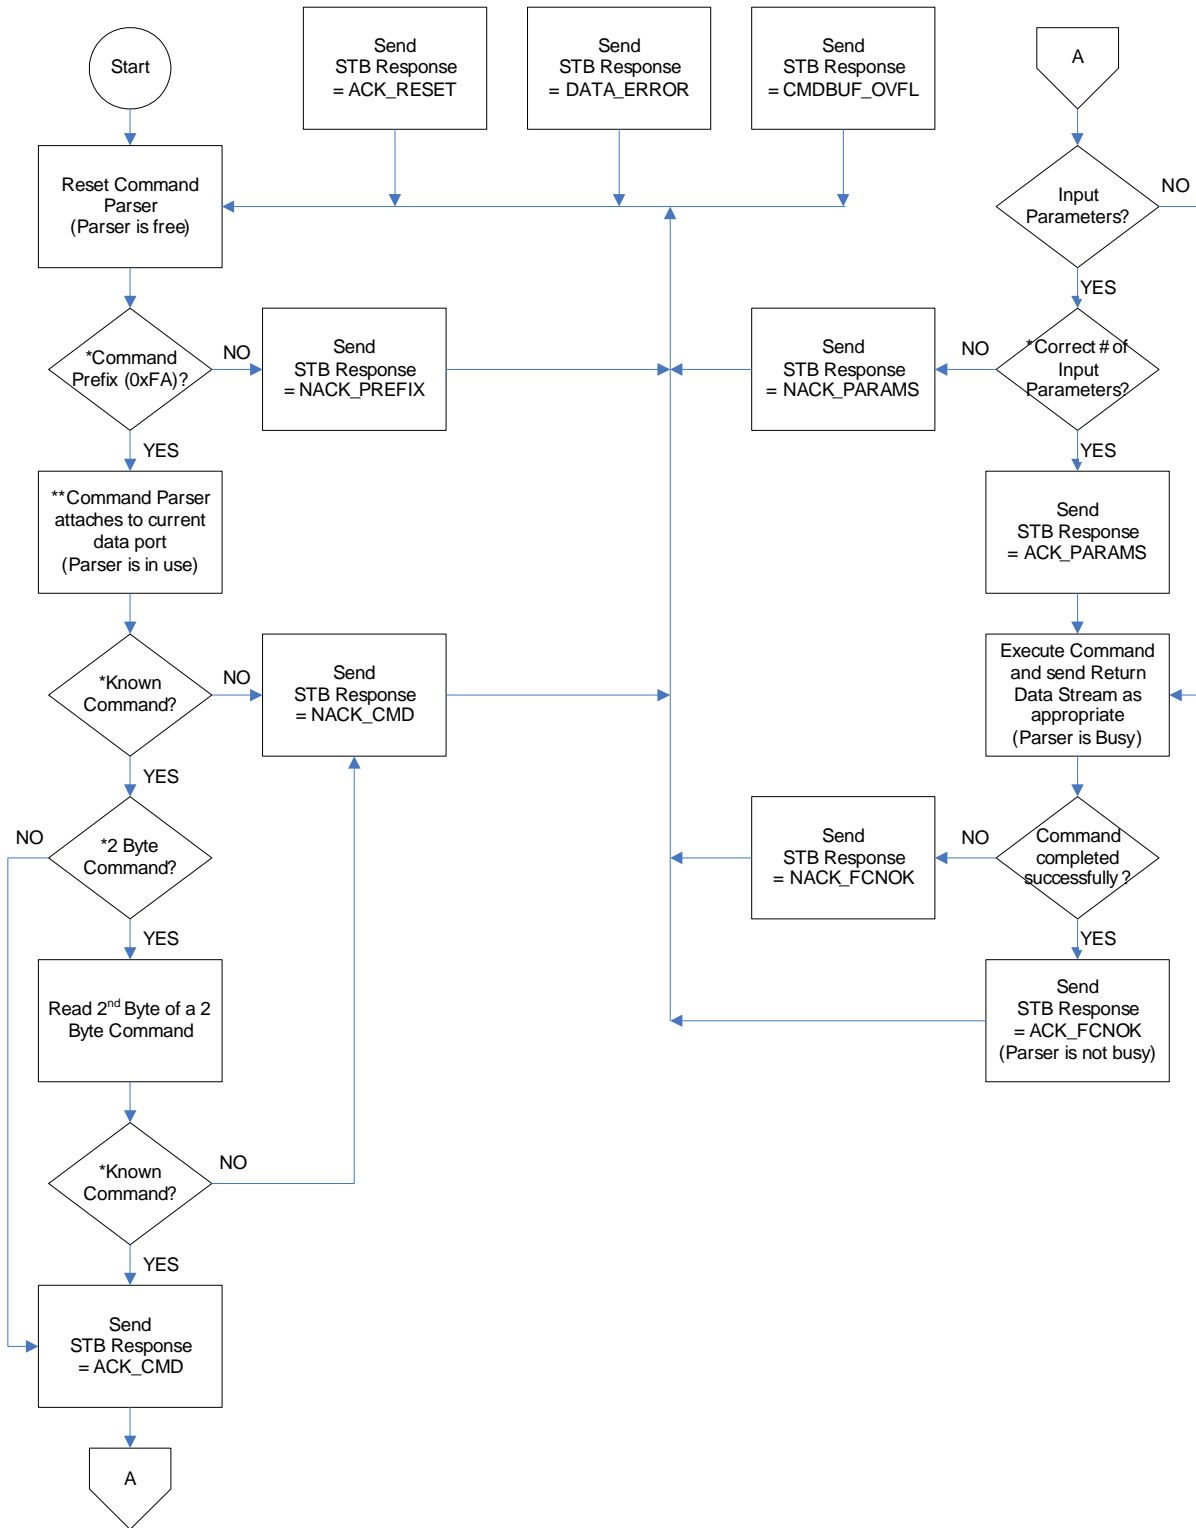 Start
Send
STB Response
= ACK_RESET
Send
STB Response
= DATA_ERROR
Send
STB Response
= CMDBUF_OVFL
Reset Command
Parser
(Parser is free)
*Command
Prefix (0xFA)?
NO
Send
STB Response
= NACK_PREFIX
YES
**Command Parser
attaches to current
data port
(Parser is in use)
*Known
Command?
NO
Send
STB Response
= NACK_CMD
YES
*2 Byte
Command?
NO
YES
Read 2nd Byte of a 2
Byte Command
*Known
Command?
NO
YES
Send
STB Response
= ACK_CMD
A
A
Input
Parameters?
NO
YES
*Correct # of
Input
Parameters?
NO
Send
STB Response
= NACK_PARAMS
YES
Send
STB Response
= ACK_PARAMS
Execute Command
and send Return
Data Stream as
appropriate
(Parser is Busy)
Command
completed
successfully?
NO
Send
STB Response
= NACK_FCNOK
YES
Send
STB Response
= ACK_FCNOK
(Parser is not busy)